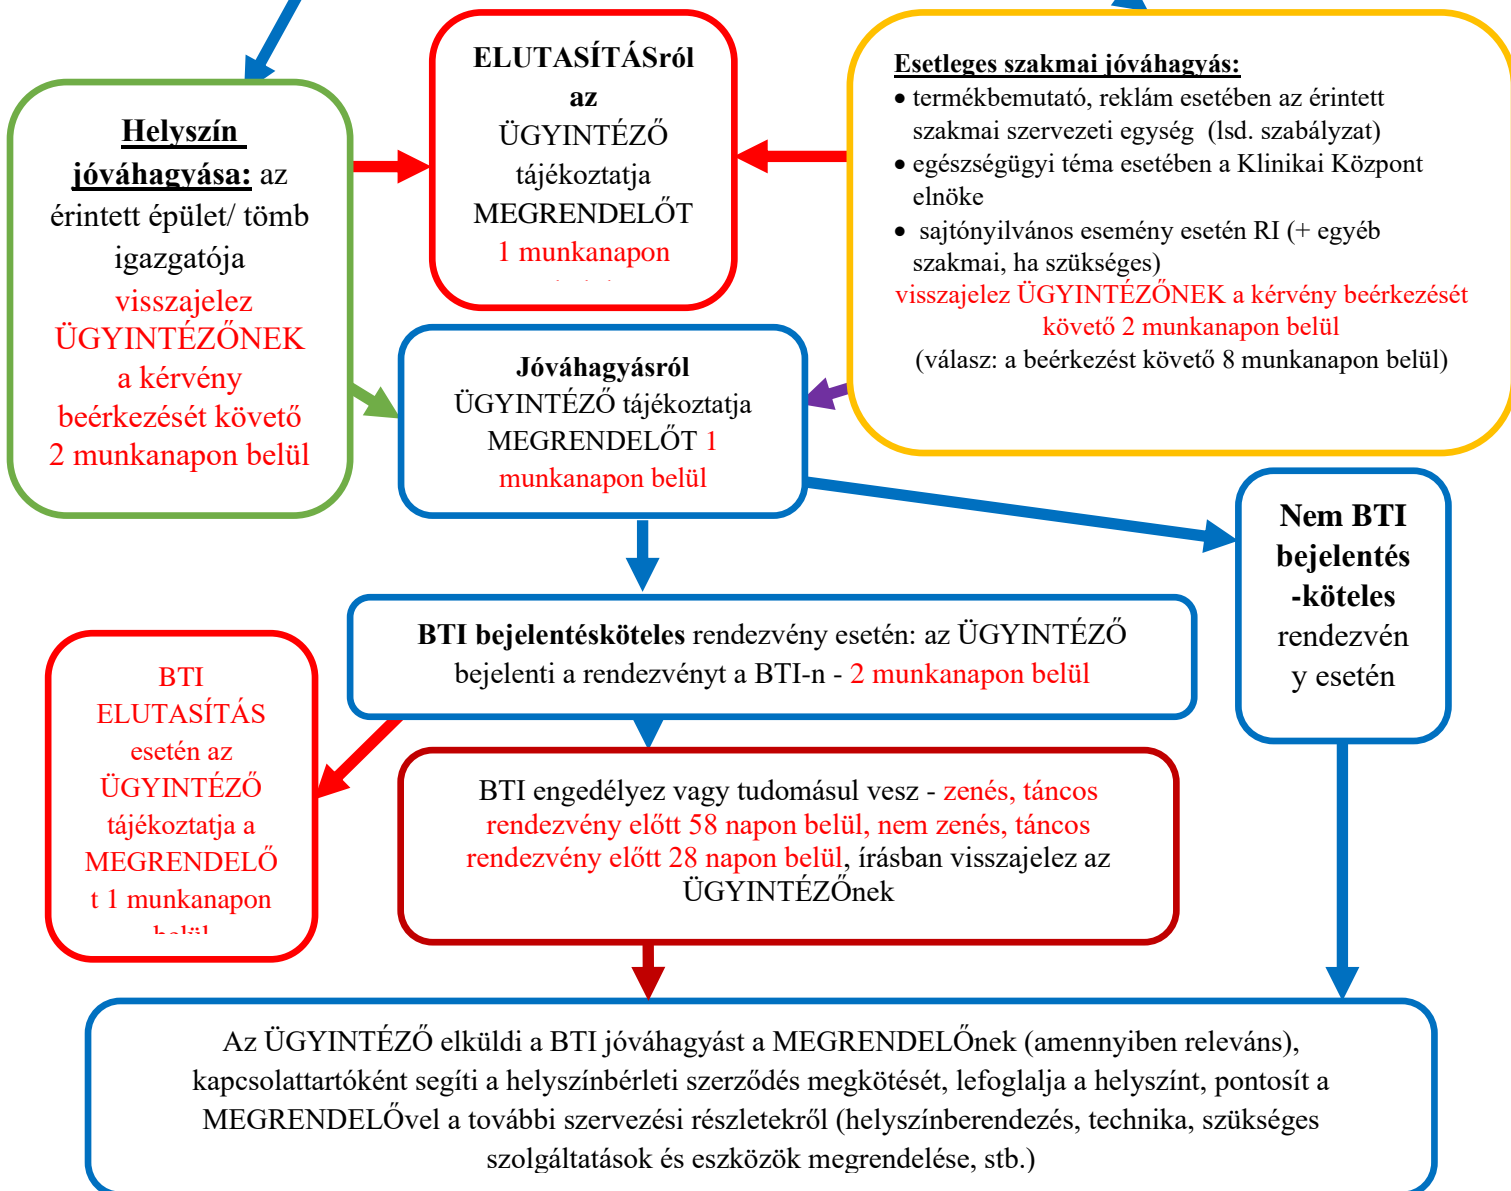 Helyszín
jóváhagyása: az
érintett épület/ tömb
igazgatója
visszajelez
ÜGYINTÉZŐNEK
a kérvény
beérkezését követő
2 munkanapon belül
ELUTASÍTÁSról
az
ÜGYINTÉZŐ
tájékoztatja
MEGRENDELŐT
1 munkanapon
Esetleges szakmai jóváhagyás:
• termékbemutató, reklám esetében az érintett
szakmai szervezeti egység (lsd. szabályzat)
• egészségügyi téma esetében a Klinikai Központ
elnöke
• sajtónyilvános esemény esetén RI (+ egyéb
szakmai, ha szükséges)
visszajelez ÜGYINTÉZŐNEK a kérvény beérkezését
követő 2 munkanapon belül
(válasz: a beérkezést követő 8 munkanapon belül)
Jóváhagyásról
ÜGYINTÉZŐ tájékoztatja
MEGRENDELŐT 1
munkanapon belül
Nem BTI
bejelentés
-köteles
rendezvén
y esetén
BTI bejelentésköteles rendezvény esetén: az ÜGYINTÉZŐ
bejelenti a rendezvényt a BTI-n - 2 munkanapon belül
BTI
ELUTASÍTÁS
esetén az
ÜGYINTÉZŐ
tájékoztatja a
MEGRENDELŐ
t 1 munkanapon
belül
BTI engedélyez vagy tudomásul vesz - zenés, táncos
rendezvény előtt 58 napon belül, nem zenés, táncos
rendezvény előtt 28 napon belül, írásban visszajelez az
ÜGYINTÉZŐnek
Az ÜGYINTÉZŐ elküldi a BTI jóváhagyást a MEGRENDELŐnek (amennyiben releváns),
kapcsolattartóként segíti a helyszínbérleti szerződés megkötését, lefoglalja a helyszínt, pontosít a
MEGRENDELŐvel a további szervezési részletekről (helyszínberendezés, technika, szükséges
szolgáltatások és eszközök megrendelése, stb.)